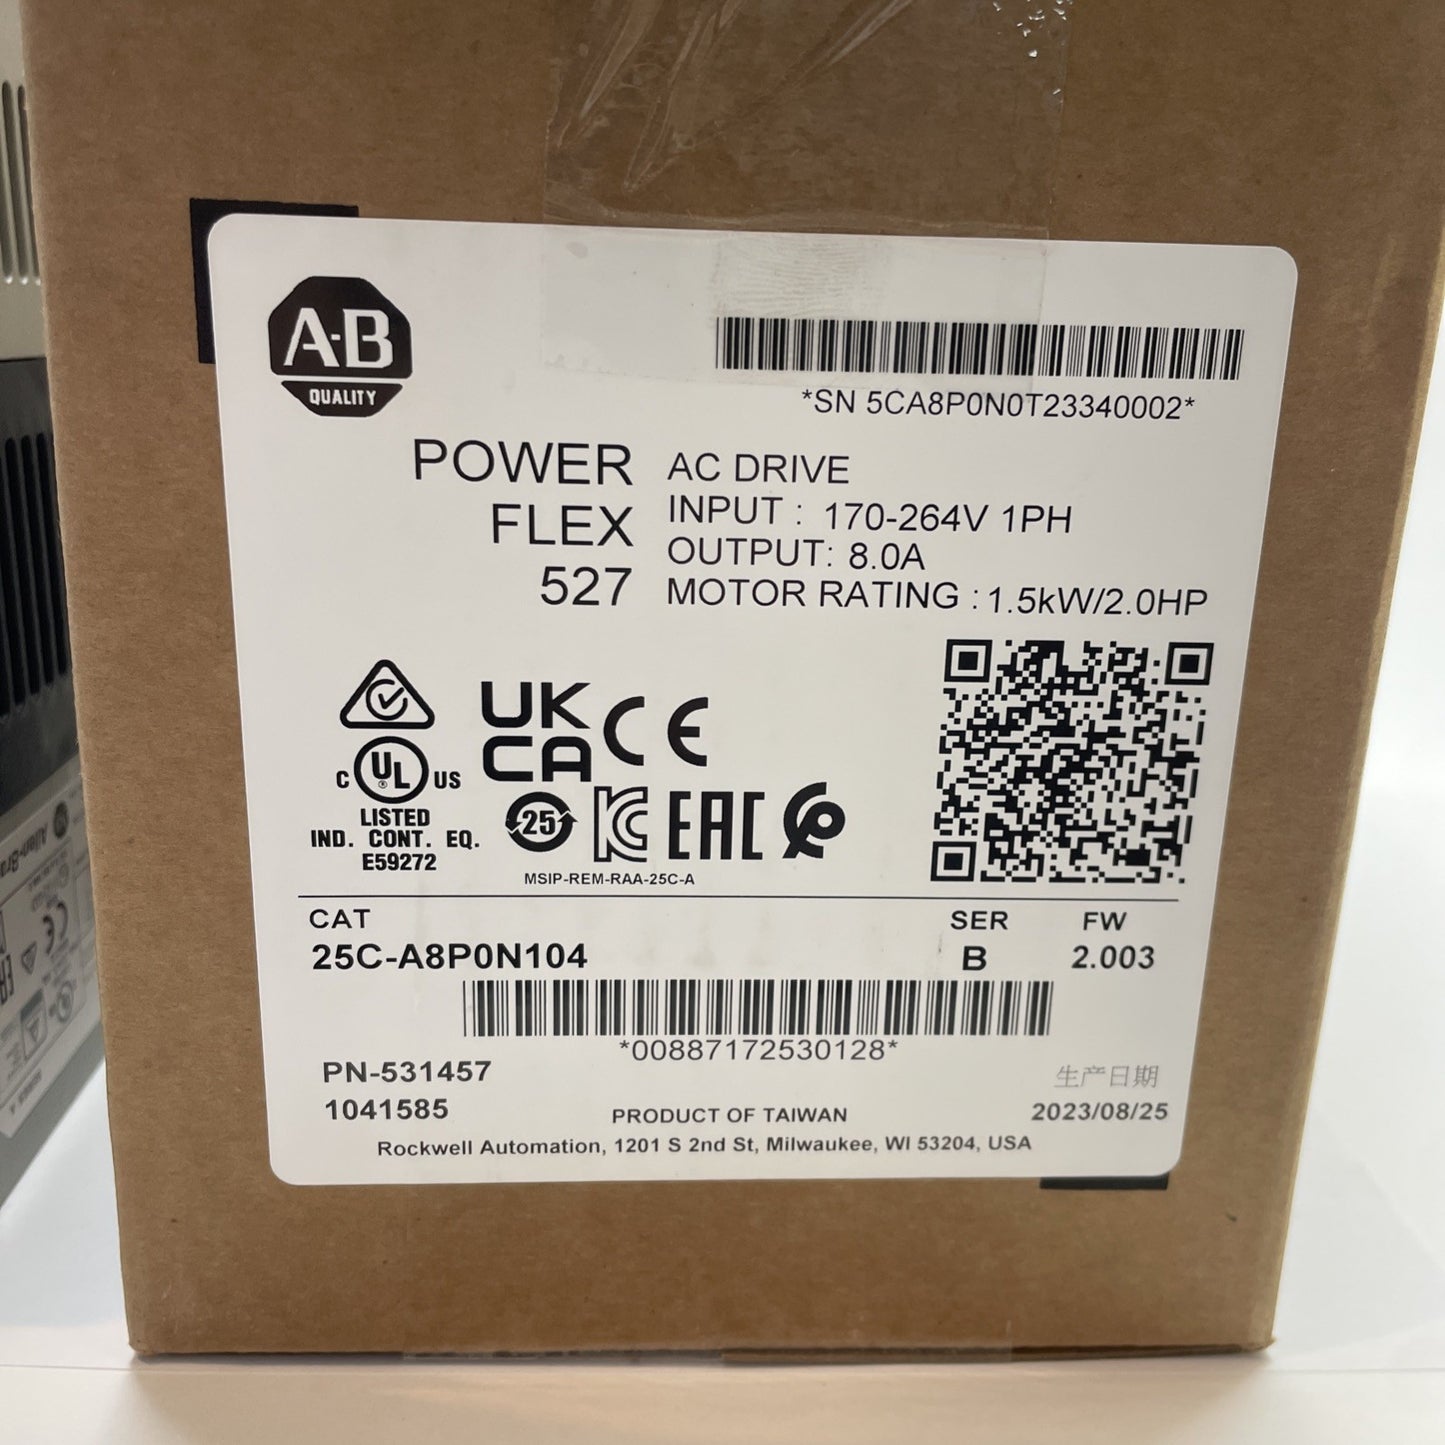 A-B
QUALITY
*SN 5CA8P0N0T23340002*
POWER
FLEX
527
AC DRIVE
INPUT : 170-264V 1PH
OUTPUT: 8.0A
MOTOR RATING : 1.5kW/2.0HP
C UL US
®
LISTED
IND. CONT. EQ.
E59272
UK
CA
CE
25
KC
EAC
MSIP-REM-RAA-25C-A
CAT
25C-A8P0N104
SER
B
FW
2.003
*00887172530128*
PN-531457
1041585
PRODUCT OF TAIWAN
生产日期
2023/08/25
Rockwell Automation, 1201 S 2nd St, Milwaukee, WI 53204, USA